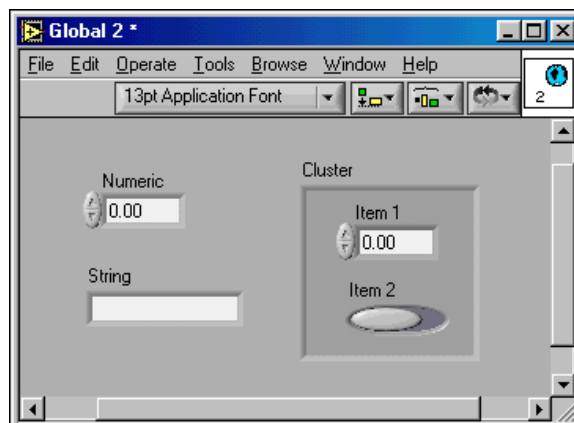 Global 2 *
File Edit Operate Tools Browse Window Help
13pt Application Font
2
Numeric
0.00
String
Cluster
Item 1
0.00
Item 2